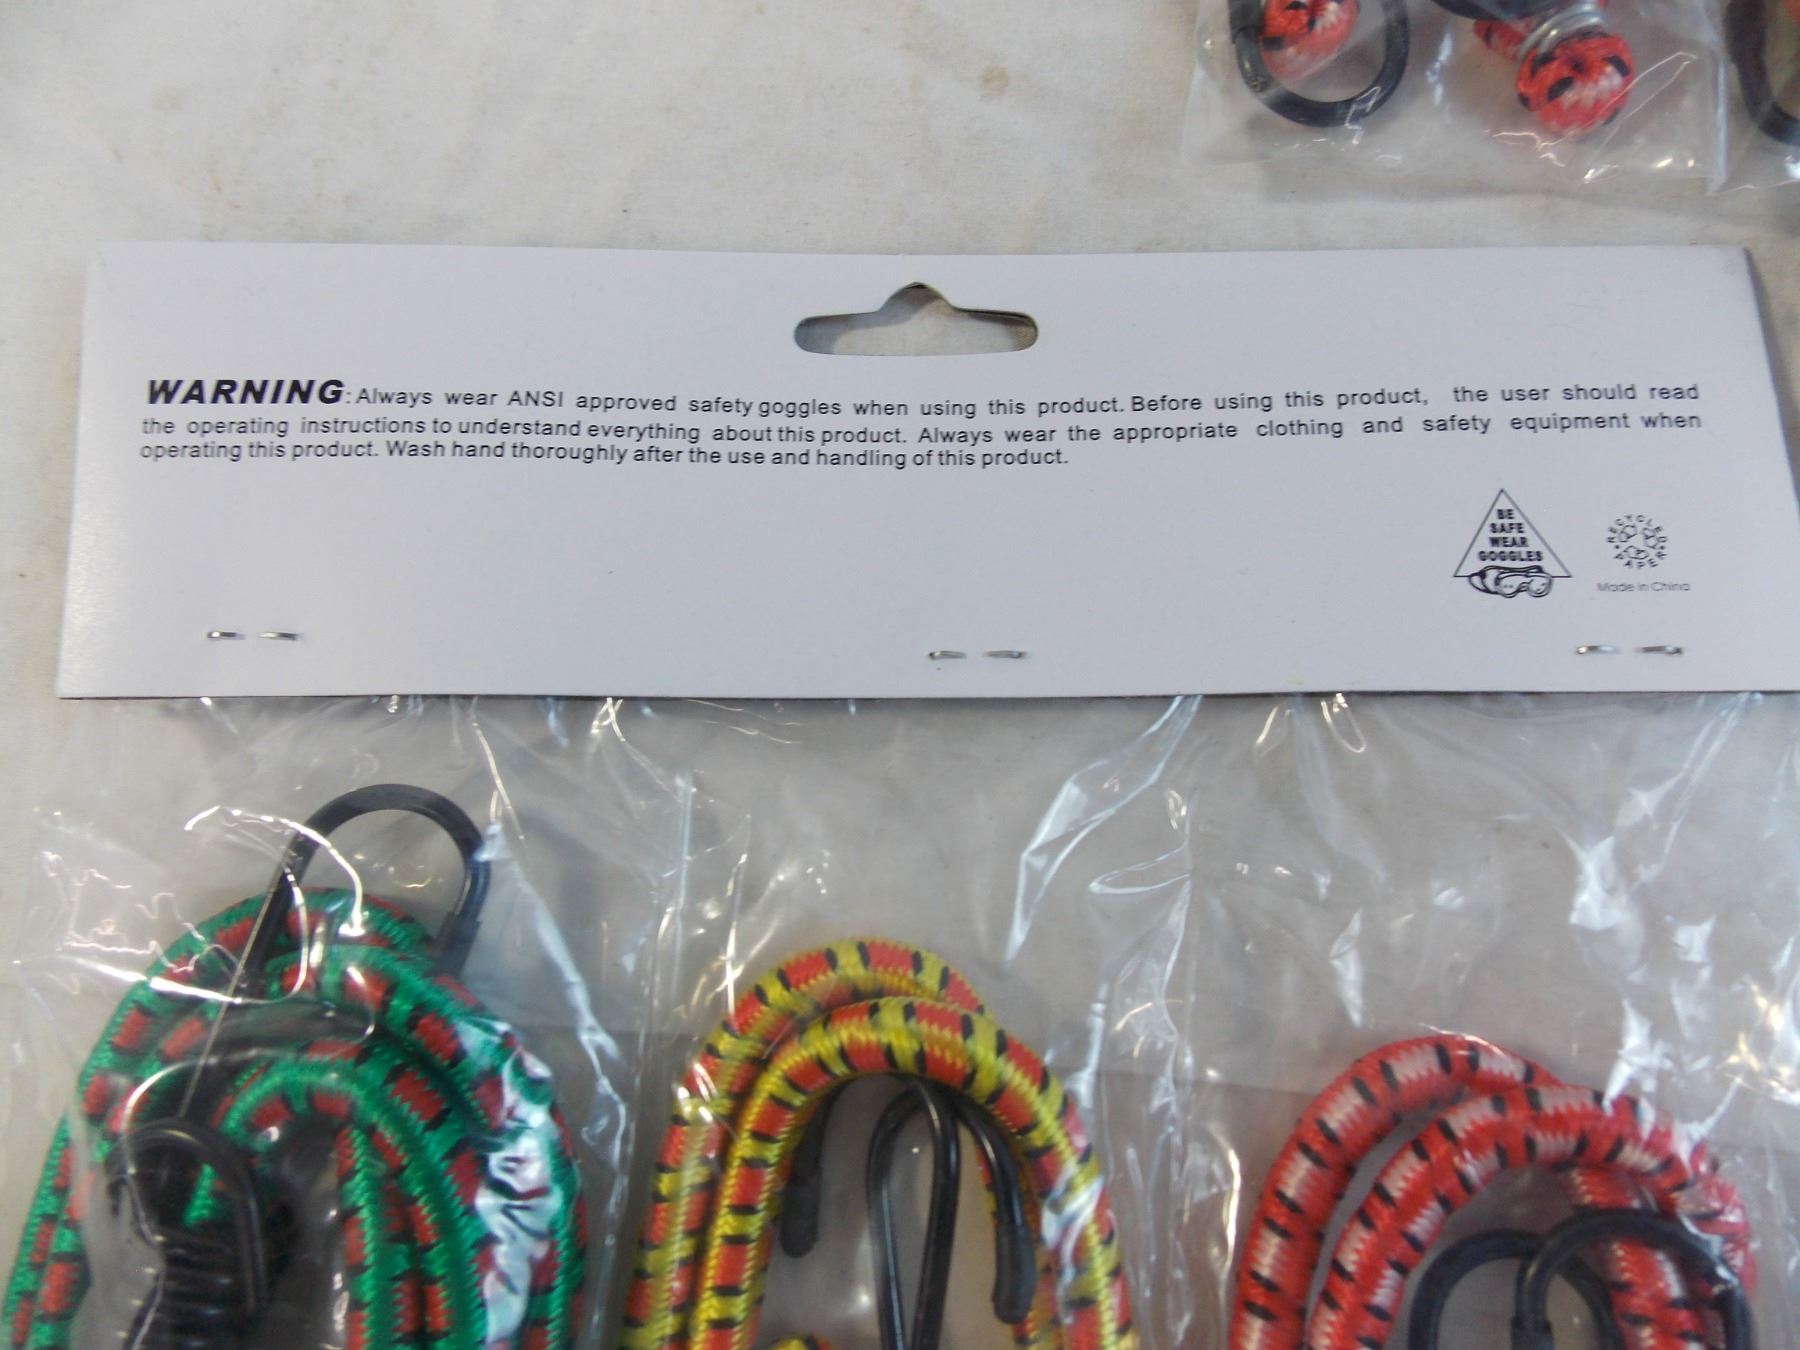 WARNING: Always wear ANSI approved safety goggles when using this product. Before using this product, the user should read
the operating instructions to understand everything about this product. Always wear the appropriate clothing and safety equipment when
operating this product. Wash hand thoroughly after the use and handling of this product.
BE
SAFE
WEAR
GOGGLES
RECYCLED
PAPER
Made in China